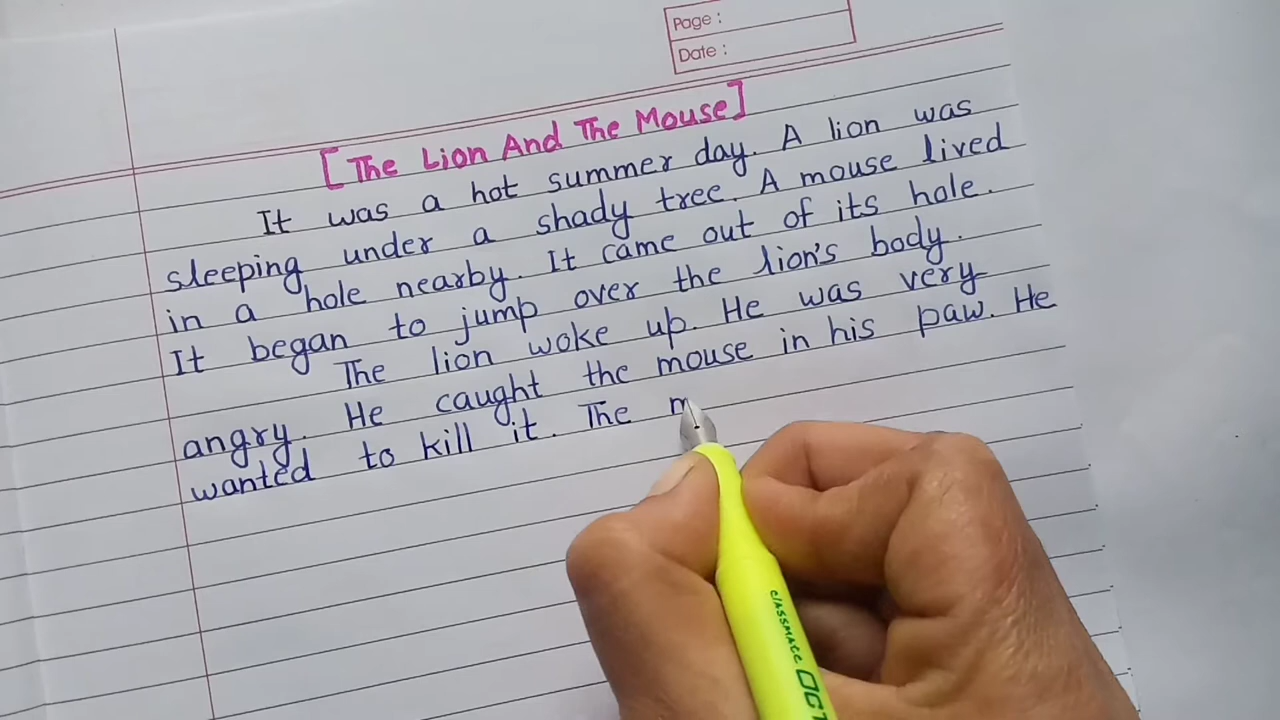 Page :
Date :
[The Lion And The Mouse]
It was a hot summer day. A lion was
sleeping under a shady tree. A mouse lived
in a hole nearby. It came out of its hole.
It began to jump over the lion's body.
The lion woke up. He was very
angry. He caught the mouse in his paw. He
wanted to kill it. The m
classmate OCT